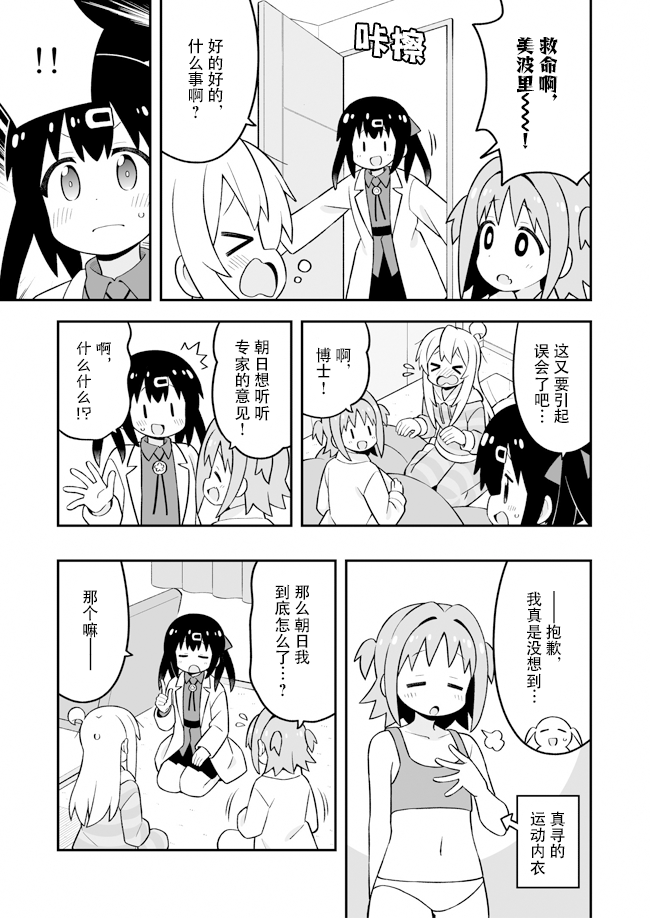 救命啊，
美波里～～！
咔擦
好的好的，
什么事啊？
！！
这又要引起
误会了吧…
啊，
博士！
朝日想听听
专家的意见！
啊，
什么什么!?
——抱歉，
我真是没想到…
真寻的
运动内衣
那么朝日我
到底怎么了…？
那个嘛——